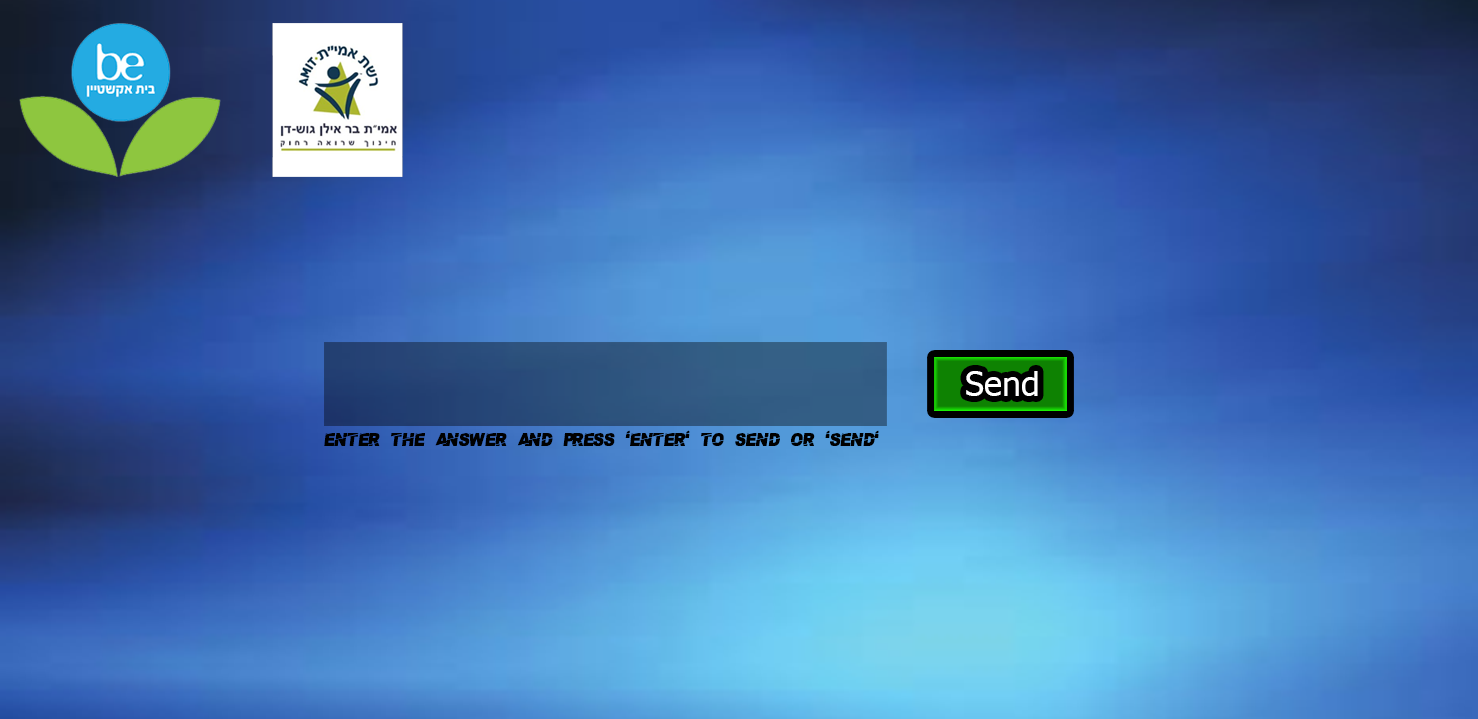 be
בית אקשטיין
רשת אמי"ת • AMIT
אמי"ת בר אילן גוש-דן
חינוך שרואה רחוק
Send
ENTER THE ANSWER AND PRESS 'ENTER' TO SEND OR 'SEND'